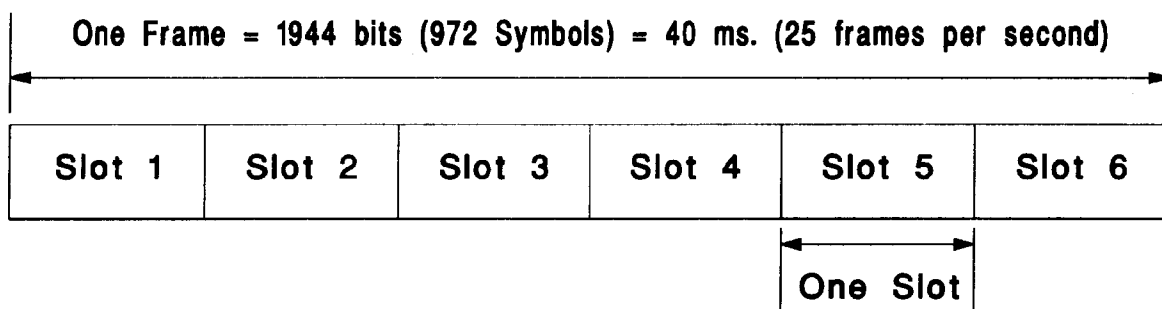 One Frame = 1944 bits (972 Symbols) = 40 ms. (25 frames per second)
Slot 1 Slot 2 Slot 3 Slot 4 Slot 5 Slot 6
One Slot